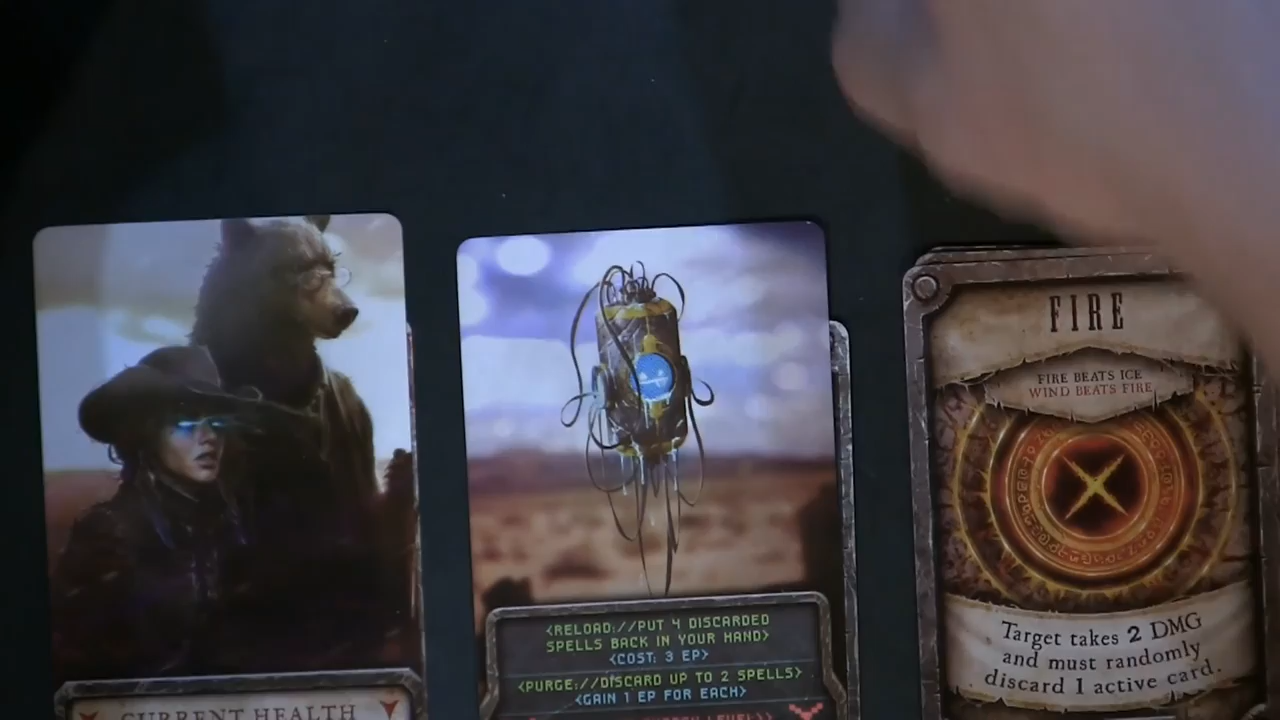 CURRENT HEALTH
<RELOAD://PUT 4 DISCARDED
SPELLS BACK IN YOUR HAND>
<COST: 3 EP>
<PURGE://DISCARD UP TO 2 SPELLS>
<GAIN 1 EP FOR EACH>
FIRE
FIRE BEATS ICE
WIND BEATS FIRE
Target takes 2 DMG
and must randomly
discard 1 active card.